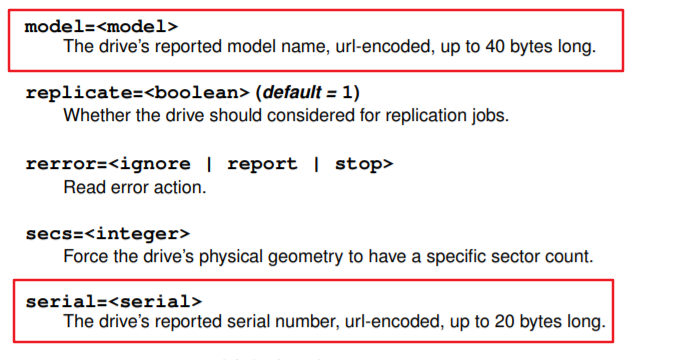 model=<model>
The drive's reported model name, url-encoded, up to 40 bytes long.
replicate=<boolean> (default = 1)
Whether the drive should considered for replication jobs.
rerror=<ignore | report | stop>
Read error action.
secs=<integer>
Force the drive's physical geometry to have a specific sector count.
serial=<serial>
The drive's reported serial number, url-encoded, up to 20 bytes long.